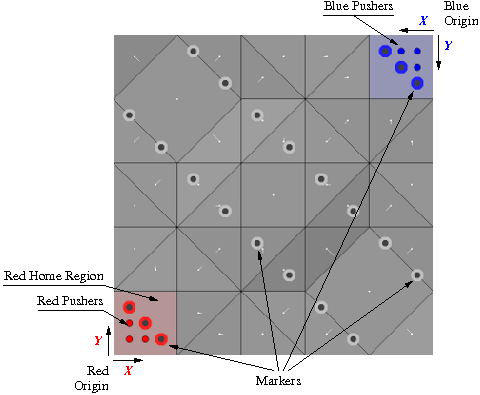 Blue Pushers
Blue
Origin
X
Y
Red Home Region
Red Pushers
Y
Red
Origin
X
Markers